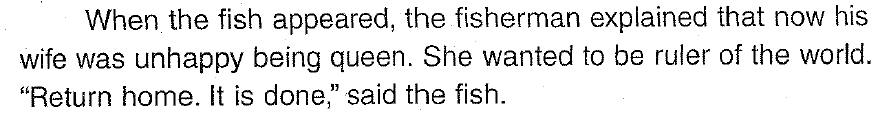 When the fish appeared, the fisherman explained that now his
wife was unhappy being queen. She wanted to be ruler of the world.
“Return home. It is done,” said the fish.